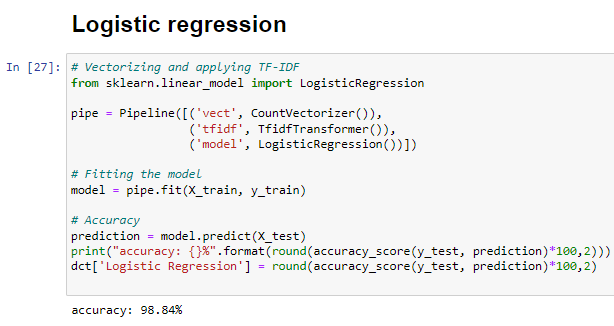 Logistic regression
In [27]: # Vectorizing and applying TF-IDF
from sklearn.linear_model import LogisticRegression
pipe = Pipeline([('vect', CountVectorizer()),
('tfidf', TfidfTransformer()),
('model', LogisticRegression())])
# Fitting the model
model = pipe.fit(X_train, y_train)
# Accuracy
prediction = model.predict(X_test)
print("accuracy: {}%".format(round(accuracy_score(y_test, prediction)*100,2)))
dct['Logistic Regression'] = round(accuracy_score(y_test, prediction)*100,2)
accuracy: 98.84%